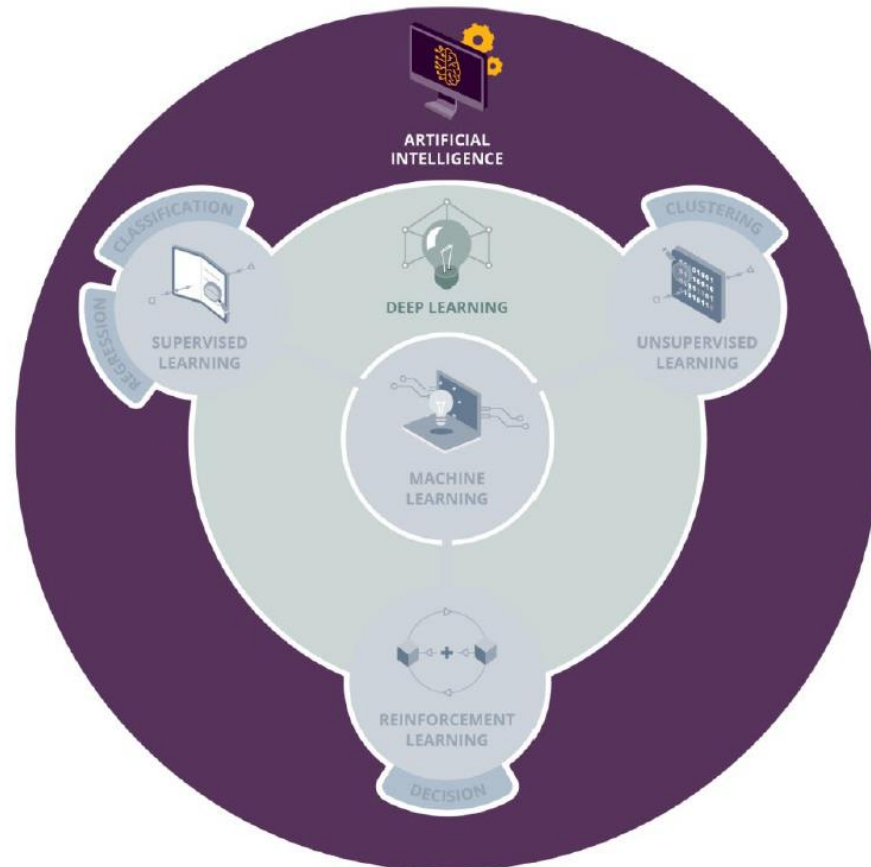 ARTIFICIAL
INTELLIGENCE
CLASSIFICATION
REGRESSION
SUPERVISED
LEARNING
DEEP LEARNING
CLUSTERING
UNSUPERVISED
LEARNING
MACHINE
LEARNING
REINFORCEMENT
LEARNING
DECISION